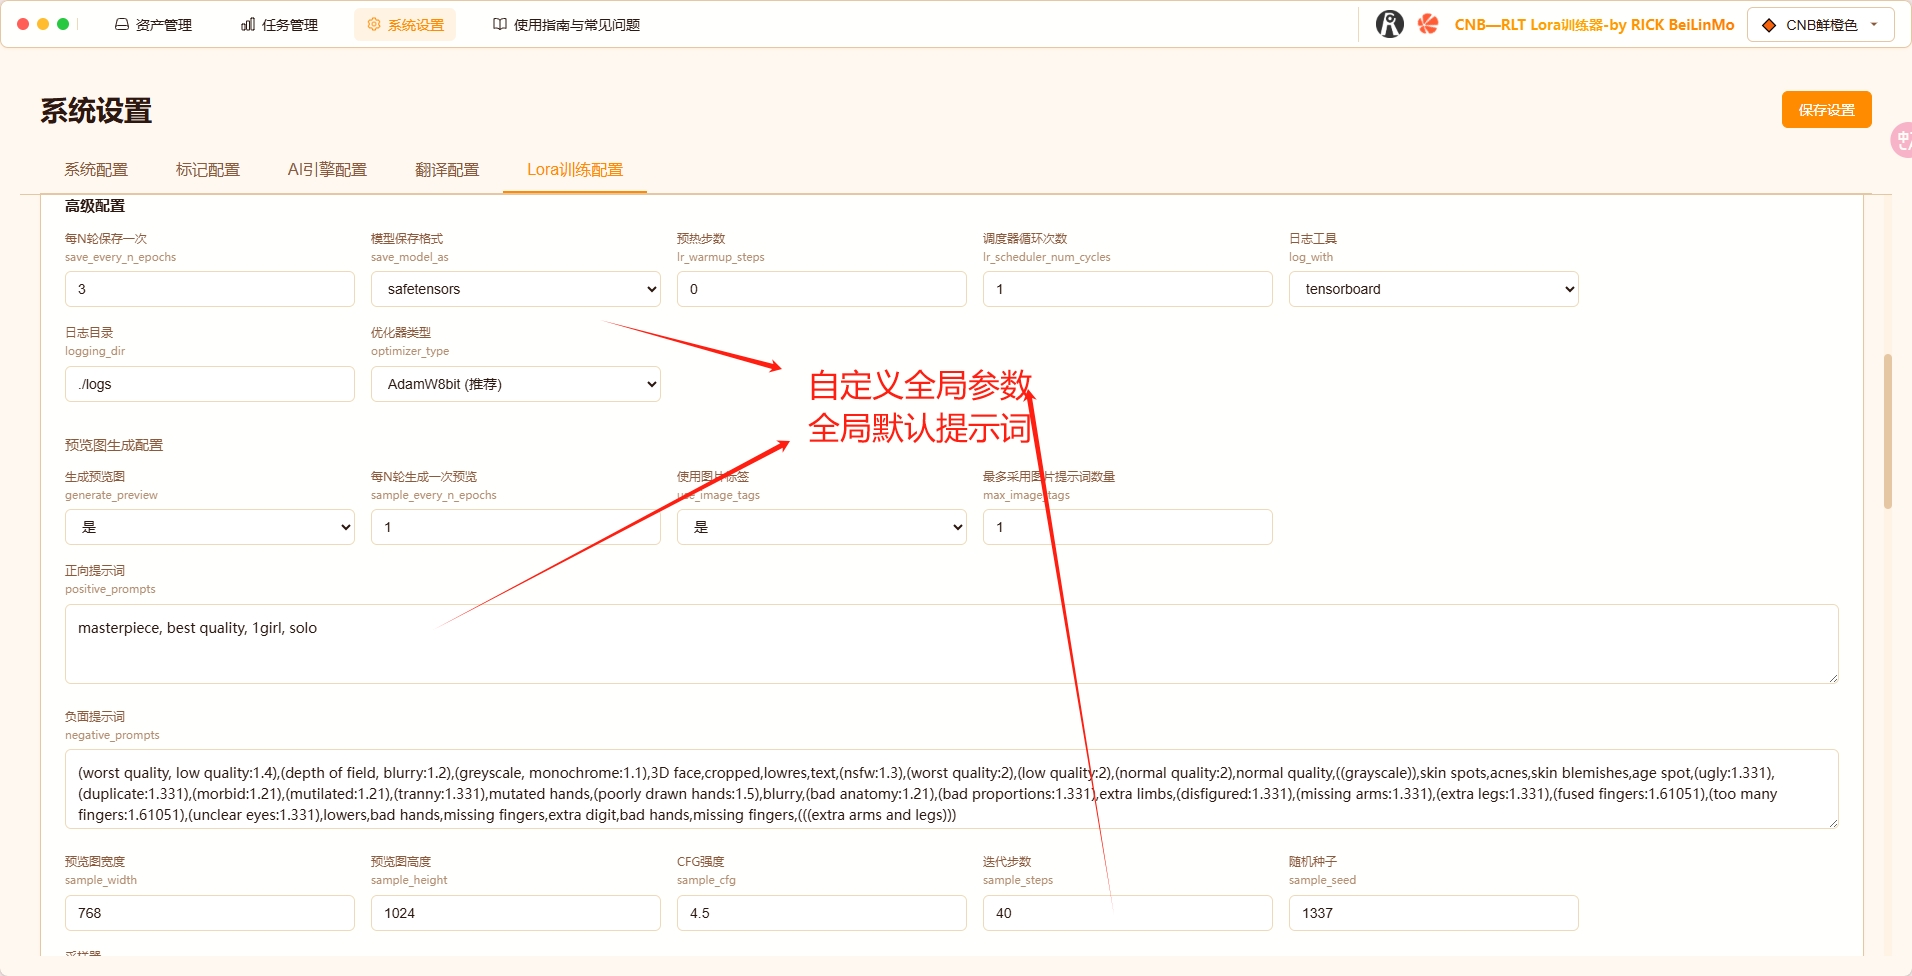 资产管理 任务管理 系统设置 使用指南与常见问题 CNB—RLT Lora训练器-by RICK BeiLinMo CNB鲜橙色
系统设置 保存设置
系统配置 标记配置 AI引擎配置 翻译配置 Lora训练配置
高级配置
每N轮保存一次 模型保存格式 预热步数 调度器循环次数 日志工具
save_every_n_epochs save_model_as lr_warmup_steps lr_scheduler_num_cycles log_with
3 safetensors 0 1 tensorboard
日志目录 优化器类型
logging_dir optimizer_type
./logs AdamW8bit (推荐)
自定义全局参数
全局默认提示词
预览图生成配置
生成预览图 每N轮生成一次预览 使用图片标签 最多采用图片提示词数量
generate_preview sample_every_n_epochs use_image_tags max_image_tags
是 1 是 1
正向提示词
positive_prompts
masterpiece, best quality, 1girl, solo
负面提示词
negative_prompts
(worst quality, low quality:1.4),(depth of field, blurry:1.2),(greyscale, monochrome:1.1),3D face,cropped,lowres,text,(nsfw:1.3),(worst quality:2),(low quality:2),(normal quality:2),normal quality,((grayscale)),skin spots,acnes,skin blemishes,age spot,(ugly:1.331),
(duplicate:1.331),(morbid:1.21),(mutilated:1.21),(tranny:1.331),mutated hands,(poorly drawn hands:1.5),blurry,(bad anatomy:1.21),(bad proportions:1.331),extra limbs,(disfigured:1.331),(missing arms:1.331),(extra legs:1.331),(fused fingers:1.61051),(too many
fingers:1.61051),(unclear eyes:1.331),lowers,bad hands,missing fingers,extra digit,bad hands,missing fingers,(((extra arms and legs)))
预览图宽度 预览图高度 CFG强度 迭代步数 随机种子
sample_width sample_height sample_cfg sample_steps sample_seed
768 1024 4.5 40 1337